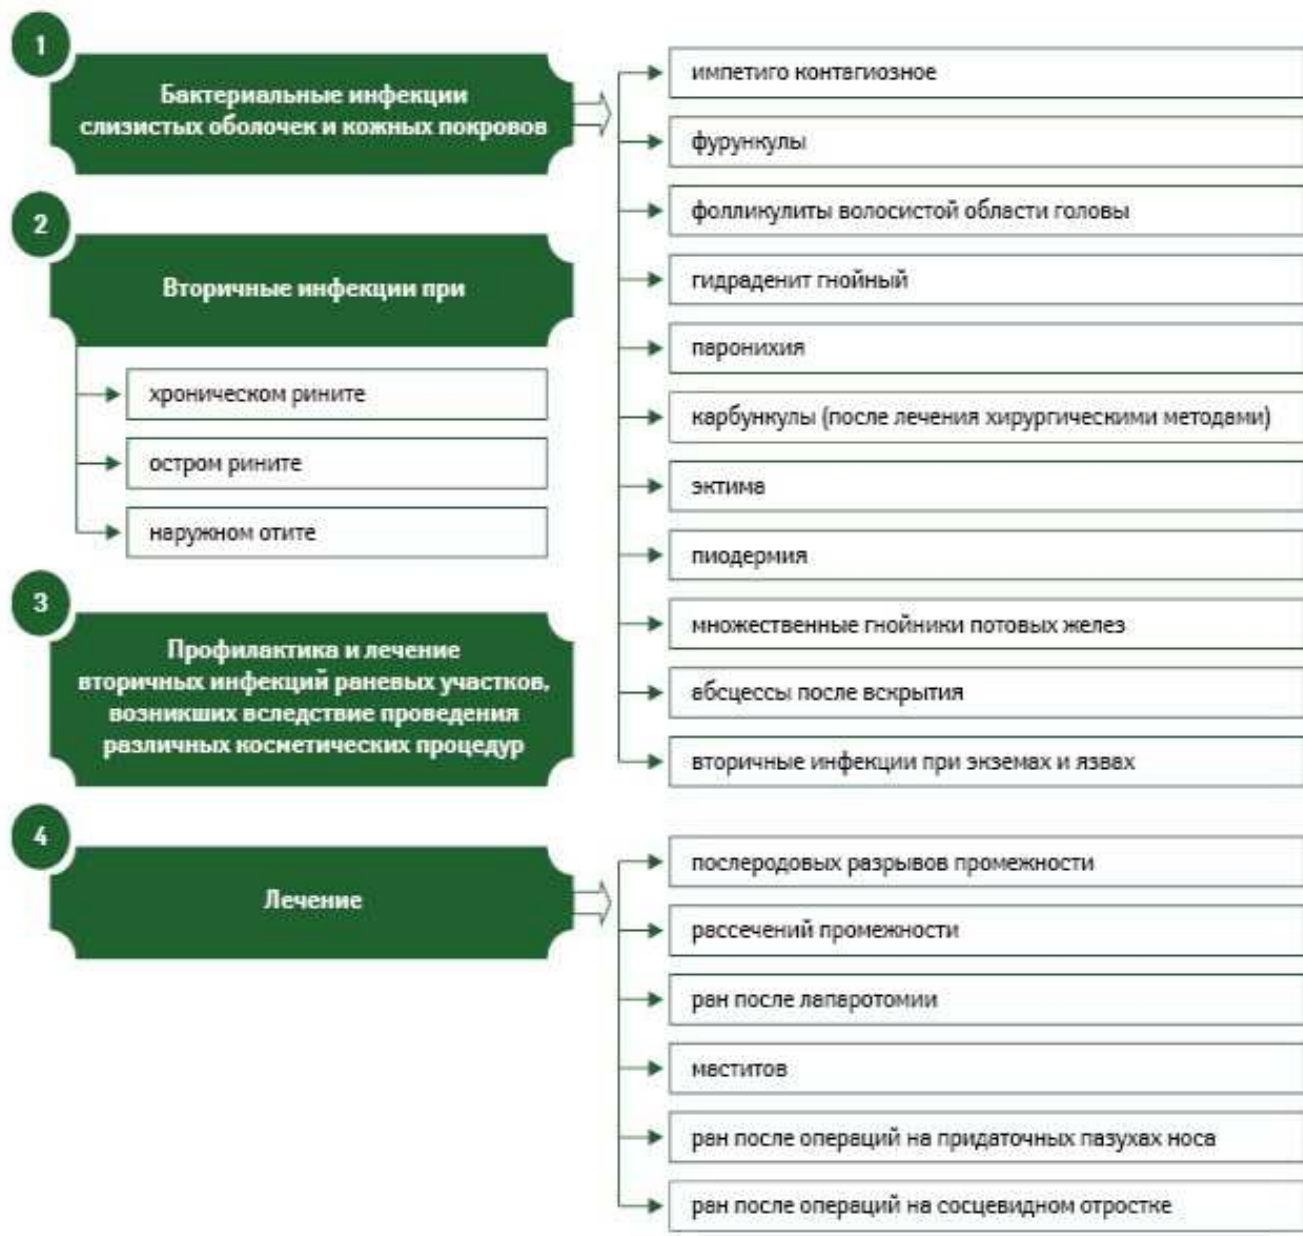 1
Бактериальные инфекции
слизистых оболочек и кожных покровов
импетиго контагиозное
фурункулы
фолликулиты волосистой области головы
гидраденит гнойный
паронихия
карбункулы (после лечения хирургическими методами)
эктима
пиодермия
множественные гнойники потовых желез
абсцессы после вскрытия
вторичные инфекции при экземах и язвах
2
Вторичные инфекции при
хроническом рините
остром рините
наружном отите
3
Профилактика и лечение
вторичных инфекций раневых участков,
возникших вследствие проведения
различных косметических процедур
4
Лечение
послеродовых разрывов промежности
рассечений промежности
ран после лапаротомии
маститов
ран после операций на придаточных пазухах носа
ран после операций на сосцевидном отростке